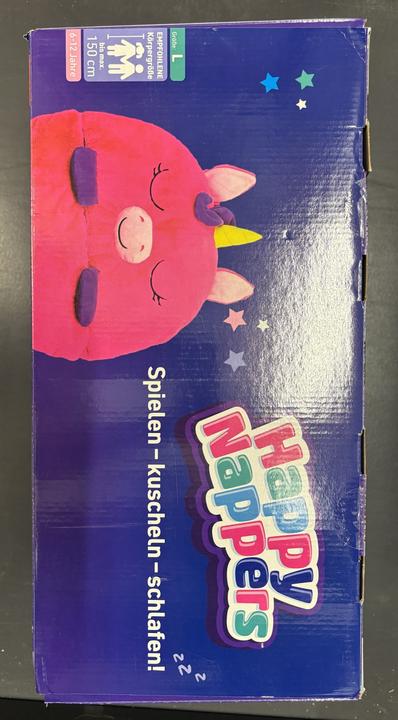 Größe L
EMPFOHLENE
Körpergröße
bis max.
150 cm
6-12 Jahre
Happy
Nappers
Spielen – kuscheln – schlafen!
z z z